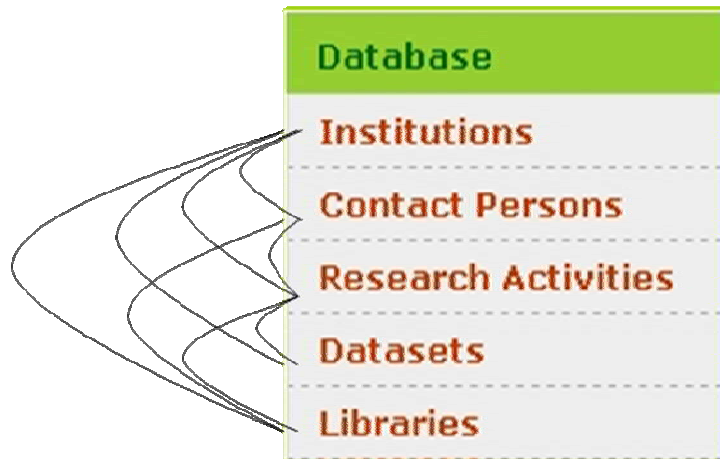 Database
Institutions
Contact Persons
Research Activities
Datasets
Libraries